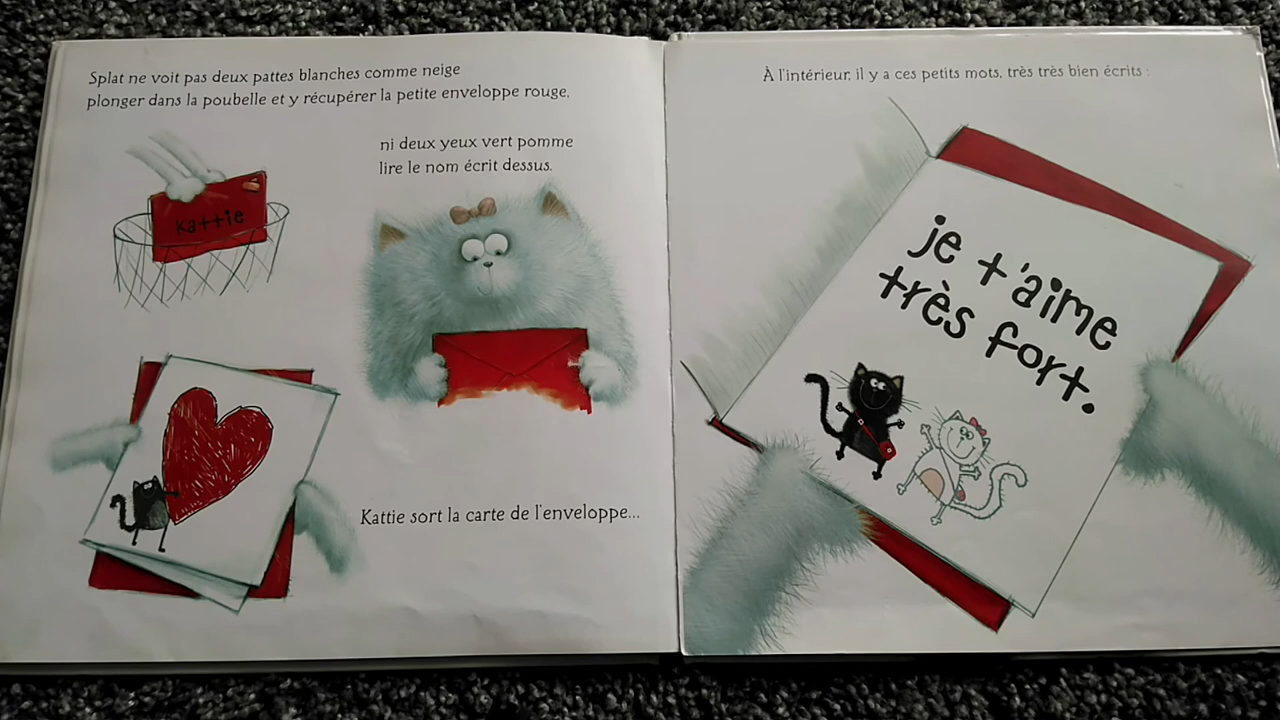 Splat ne voit pas deux pattes blanches comme neige
plonger dans la poubelle et y récupérer la petite enveloppe rouge,
ni deux yeux vert pomme
lire le nom écrit dessus.
Kattie
Kattie sort la carte de l'enveloppe...
À l'intérieur, il y a ces petits mots, très très bien écrits :
je t'aime
très fort.